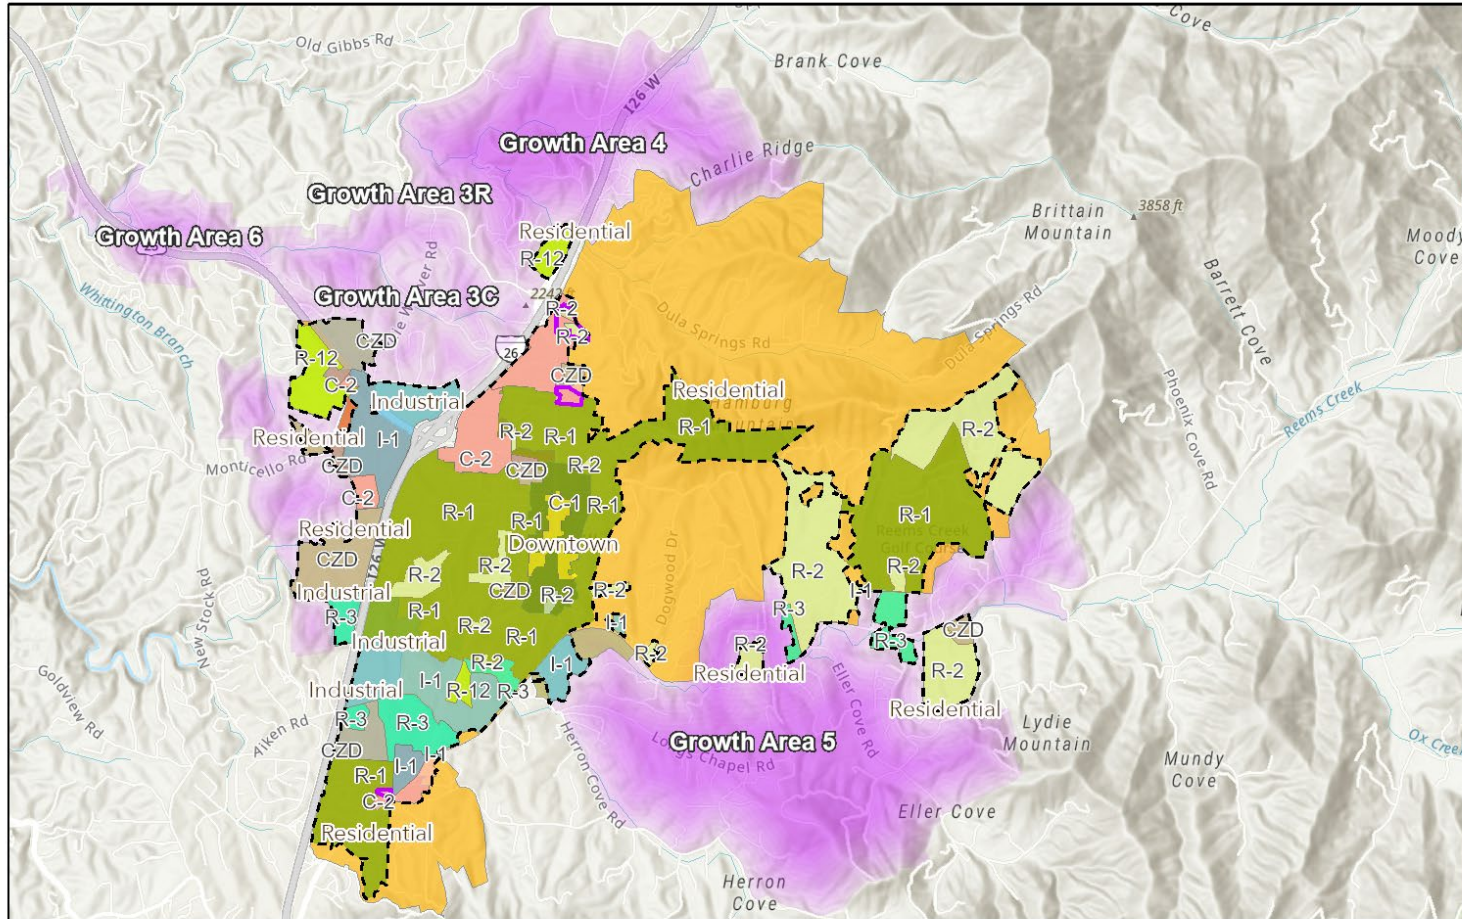 Cove
Old Gibbs Rd
Brank Cove
I26 W
Growth Area 4
Charlie Ridge
Growth Area 3R
3858 ft
Brittain
Mountain
Moody
Cove
Growth Area 6
Residential
R-12
Barrett Cove
Whittington Branch
Growth Area 3C
R-2
R-2
Dula Springs Rd
Dula Springs Rd
26
CZD
R-12
C-2
CZD
Residential
Phoenix Cove Rd
Reems Creek
Industrial
R-1
R-2
R-1
R-2
Residential
I-1
Monticello Rd
CZD
C-2
CZD
R-2
C-2
R-1
R-1
C-1
R-1
R-1
Reems Creek
Golf Course
Residential
Downtown
Dogwood Dr
CZD
I26 W
R-2
R-2
R-2
R-2
CZD
R-2
R-2
I-1
Industrial
New Stock Rd
R-3
R-1
R-2
R-1
I-1
R-3
CZD
R-3
Industrial
R-2
R-2
R-2
I-1
Residential
R-2
Goldview Rd
Industrial
I-1
R-12
R-3
Eller Cove Rd
Residential
Aiken Rd
R-3
R-3
Herron Cove Rd
Growth Area 5
Lydie
Mountain
Ox Creek
CZD
I-1
I-1
Mundy
Cove
R-1
C-2
Eller Cove
Residential
Herron
Cove